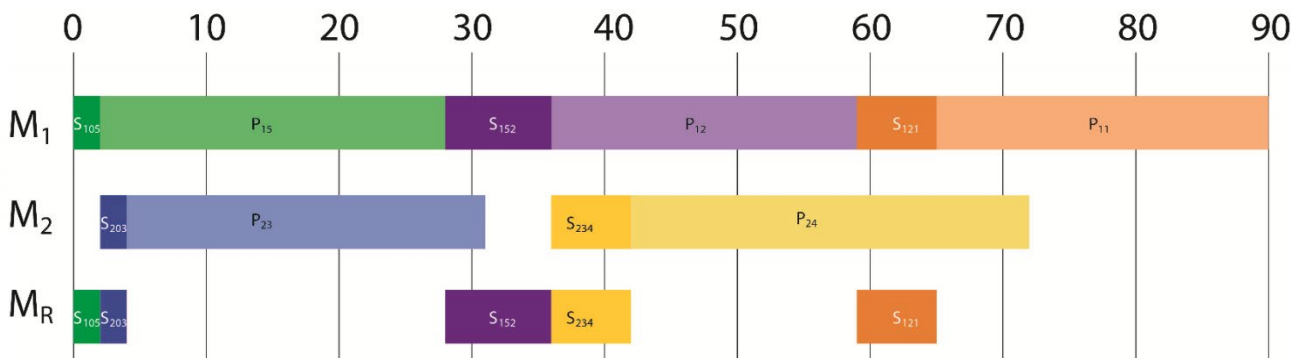 0 10 20 30 40 50 60 70 80 90
M₁ S₁₀₅ P₁₅ S₁₅₂ P₁₂ S₁₂₁ P₁₁
M₂ S₂₀₃ P₂₃ S₂₃₄ P₂₄
M_R S₁₀₅ S₂₀₃ S₁₅₂ S₂₃₄ S₁₂₁